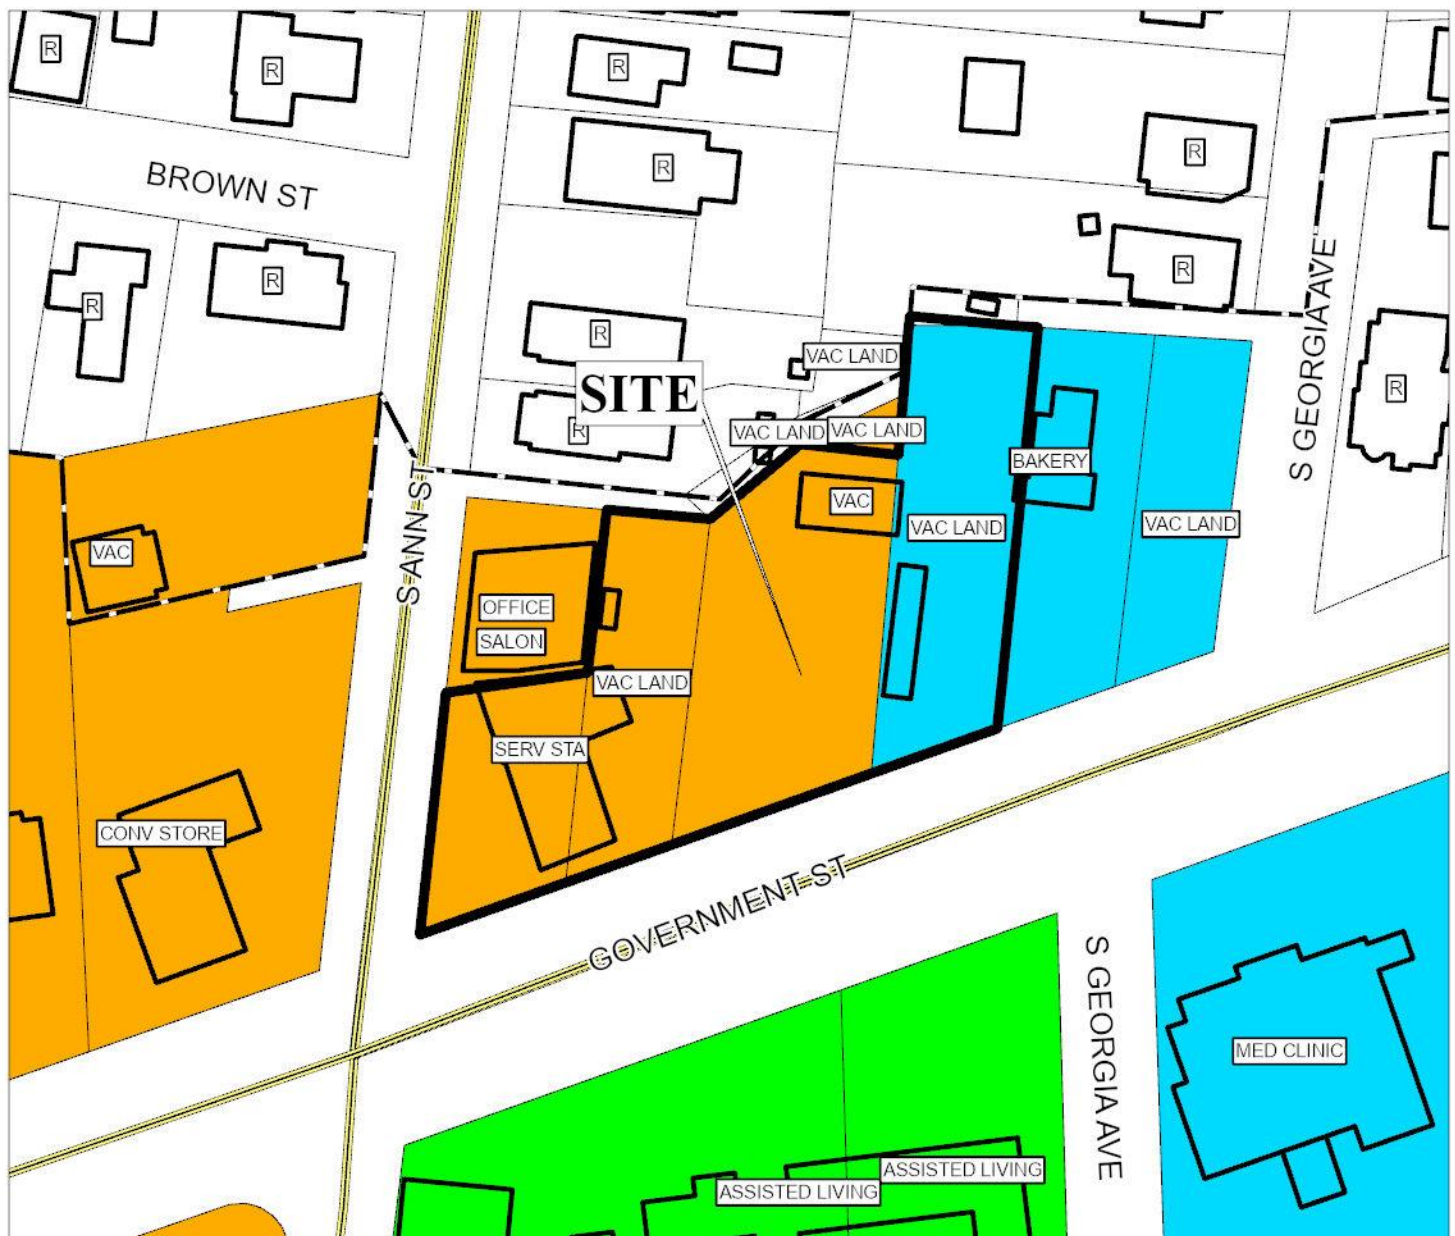 R
R
R
R
R
BROWN ST
R
R
R
R
R
S GEORGIA AVE
VAC LAND
SITE
R
R
VAC LAND
VAC LAND
BAKERY
S ANN ST
VAC
VAC LAND
VAC LAND
VAC
OFFICE
SALON
VAC LAND
SERV STA
CONV STORE
GOVERNMENT ST
S GEORGIA AVE
MED CLINIC
ASSISTED LIVING
ASSISTED LIVING